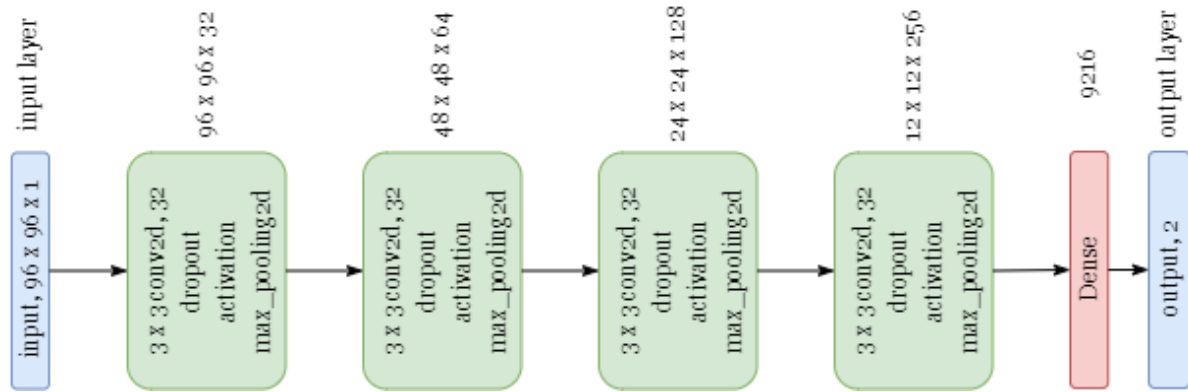 input layer
input, 96 x 96 x 1
96 x 96 x 32
3 x 3 conv2d, 32
dropout
activation
max_pooling2d
48 x 48 x 64
3 x 3 conv2d, 32
dropout
activation
max_pooling2d
24 x 24 x 128
3 x 3 conv2d, 32
dropout
activation
max_pooling2d
12 x 12 x 256
3 x 3 conv2d, 32
dropout
activation
max_pooling2d
9216
Dense
output layer
output, 2